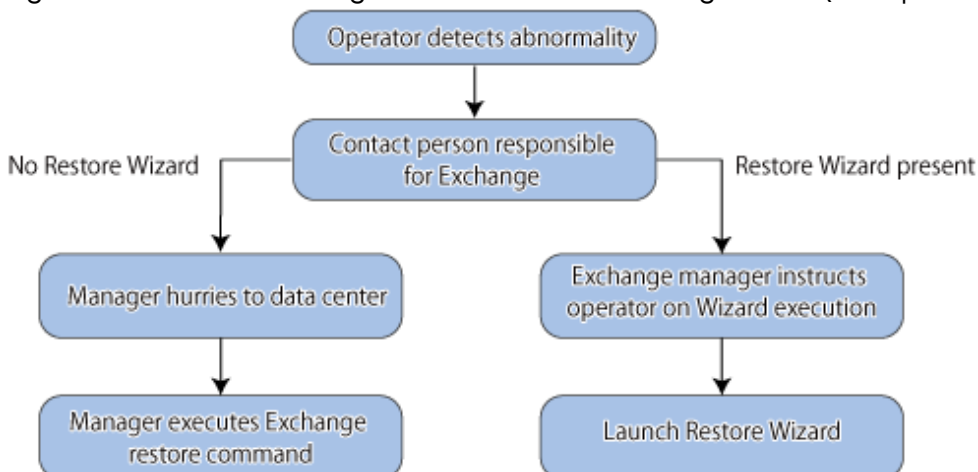 Operator detects abnormality
Contact person responsible
for Exchange
No Restore Wizard
Restore Wizard present
Manager hurries to data center
Exchange manager instructs
operator on Wizard execution
Manager executes Exchange
restore command
Launch Restore Wizard